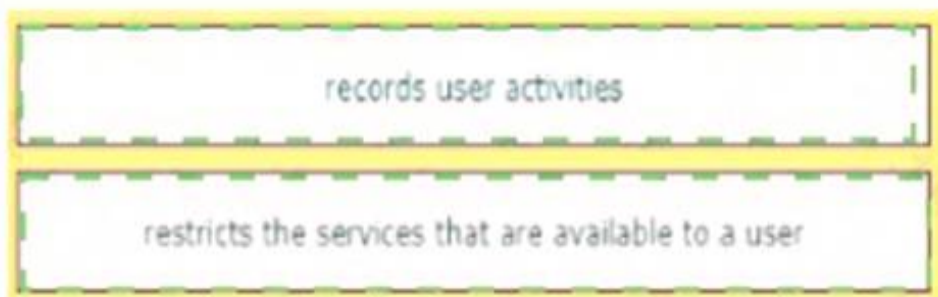 records user activities
restricts the services that are available to a user